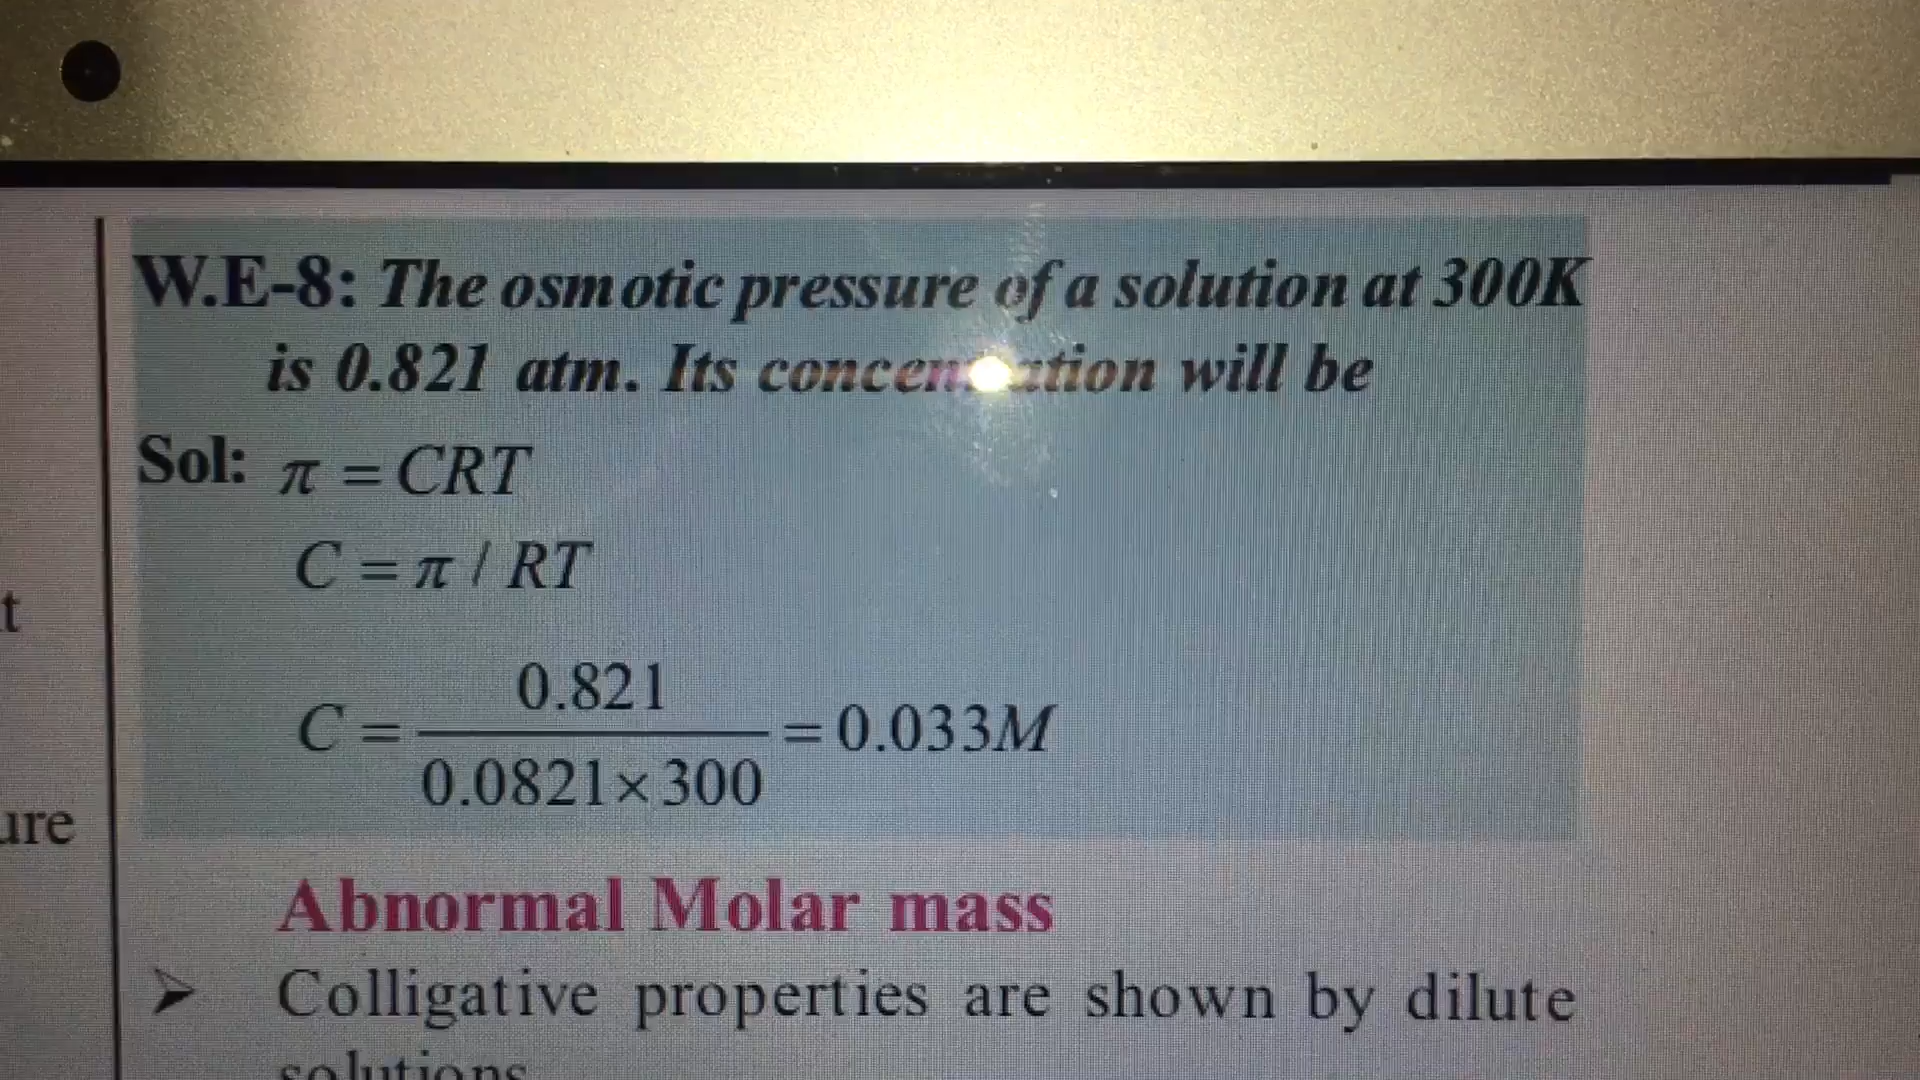 W.E-8: The osmotic pressure of a solution at 300K
is 0.821 atm. Its concentration will be
Sol: π = CRT
C = π / RT
C = 0.821 / 0.0821×300 = 0.033M
Abnormal Molar mass
➤ Colligative properties are shown by dilute
solutions
t
ure